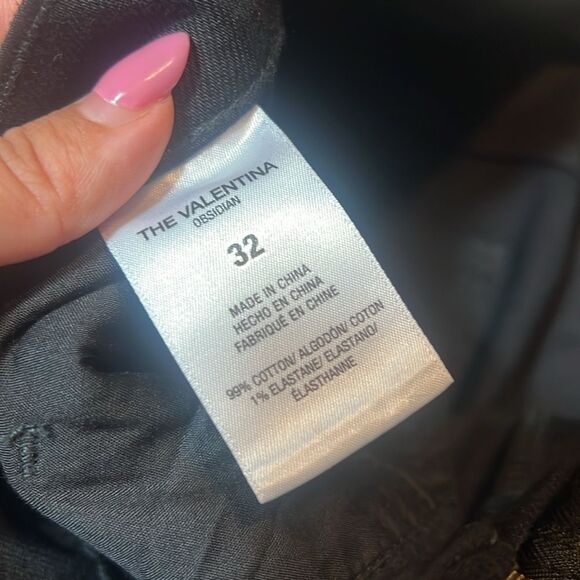 THE VALENTINA
OBSIDIAN
32
MADE IN CHINA
HECHO EN CHINA
FABRIQUÉ EN CHINE
99% COTTON/ ALGODÓN/ COTON
1% ELASTANE/ ELASTANO/
ÉLASTHANNE